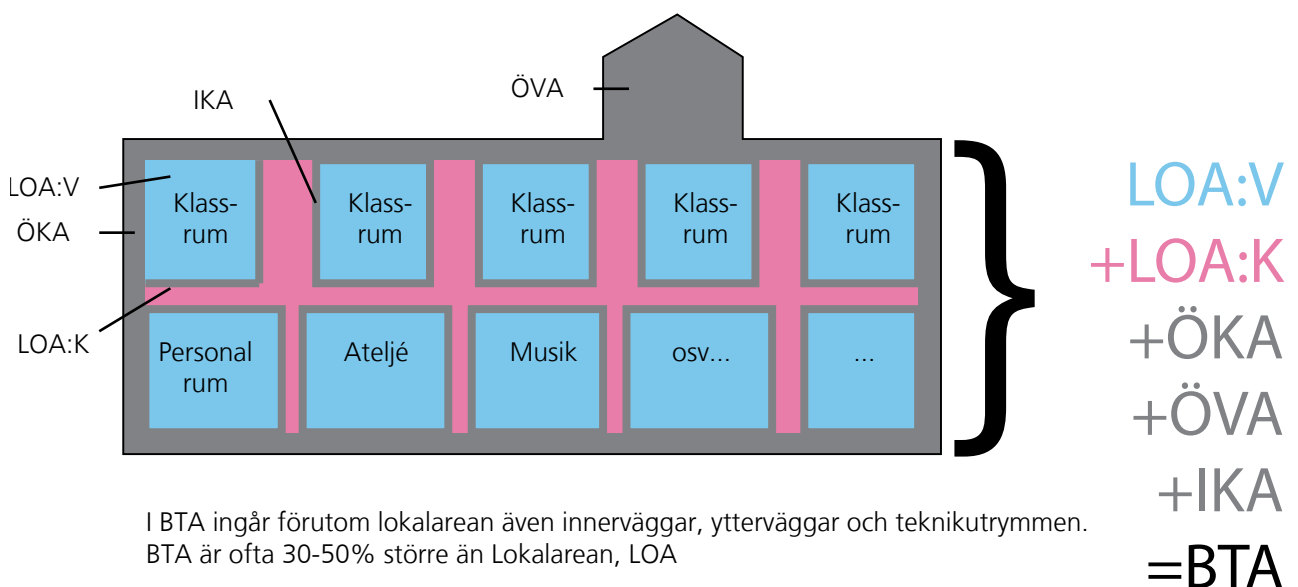 IKA
ÖVA
LOA:V
ÖKA
LOA:K
Klass-
rum
Klass-
rum
Klass-
rum
Klass-
rum
Klass-
rum
Personal
rum
Ateljé
Musik
osv...
...
LOA:V
+LOA:K
+ÖKA
+ÖVA
+IKA
=BTA
I BTA ingår förutom lokalarean även innerväggar, ytterväggar och teknikutrymmen.
BTA är ofta 30-50% större än Lokalarean, LOA